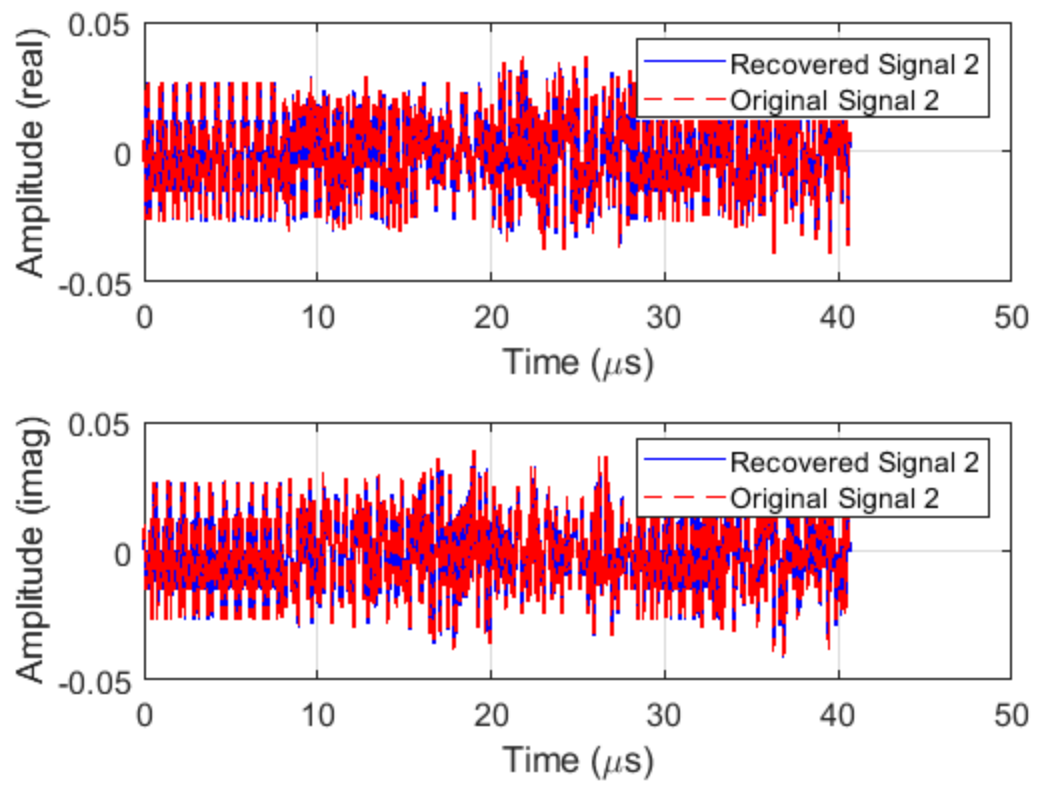 0.05
Amplitude (real)
0
-0.05
Recovered Signal 2
Original Signal 2
0 10 20 30 40 50
Time (μs)
0.05
Amplitude (imag)
0
-0.05
Recovered Signal 2
Original Signal 2
0 10 20 30 40 50
Time (μs)